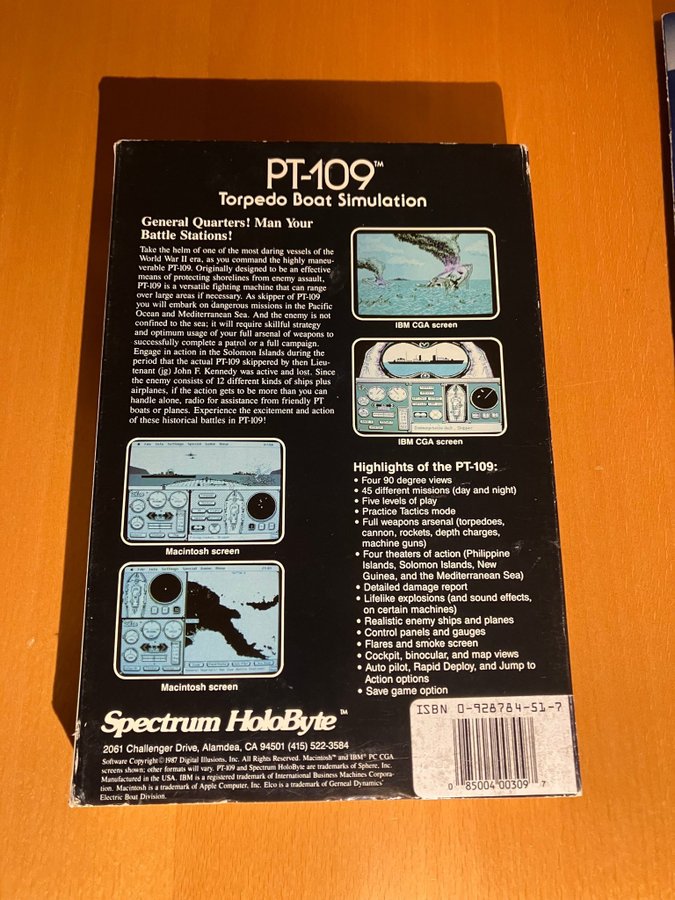 PT-109™
Torpedo Boat Simulation
General Quarters! Man Your
Battle Stations!
Take the helm of one of the most daring vessels of the
World War II era, as you command the highly maneu-
verable PT-109. Originally designed to be an effective
means of protecting shorelines from enemy assault,
PT-109 is a versatile fighting machine that can range
over large areas if necessary. As skipper of PT-109
you will embark on dangerous missions in the Pacific
Ocean and Mediterranean Sea. And the enemy is not
confined to the sea; it will require skillful strategy
and optimum usage of your full arsenal of weapons to
successfully complete a patrol or a full campaign.
Engage in action in the Solomon Islands during the
period that the actual PT-109 skippered by then Lieu-
tenant (jg) John F. Kennedy was active and lost. Since
the enemy consists of 12 different kinds of ships plus
airplanes, if the action gets to be more than you can
handle alone, radio for assistance from friendly PT
boats or planes. Experience the excitement and action
of these historical battles in PT-109!
IBM CGA screen
IBM CGA screen
File Info Settings Special Game Show
Macintosh screen
File Info Settings Special Game Show
Macintosh screen
Highlights of the PT-109:
• Four 90 degree views
• 45 different missions (day and night)
• Five levels of play
• Practice Tactics mode
• Full weapons arsenal (torpedoes,
cannon, rockets, depth charges,
machine guns)
• Four theaters of action (Philippine
Islands, Solomon Islands, New
Guinea, and the Mediterranean Sea)
• Detailed damage report
• Lifelike explosions (and sound effects,
on certain machines)
• Realistic enemy ships and planes
• Control panels and gauges
• Flares and smoke screen
• Cockpit, binocular, and map views
• Auto pilot, Rapid Deploy, and Jump to
Action options
• Save game option
Spectrum HoloByte™
2061 Challenger Drive, Alamdea, CA 94501 (415) 522-3584
Software Copyright © 1987 Digital Illusions, Inc. All Rights Reserved. Macintosh™ and IBM® PC CGA
screens shown; other formats will vary. PT-109 and Spectrum HoloByte are trademarks of Sphere, Inc.
Manufactured in the USA. IBM is a registered trademark of International Business Machines Corpora-
tion. Macintosh is a trademark of Apple Computer, Inc. Elco is a trademark of Gerneral Dynamics'
Electric Boat Division.
ISBN 0-928784-51-7
0 85004 00309 7